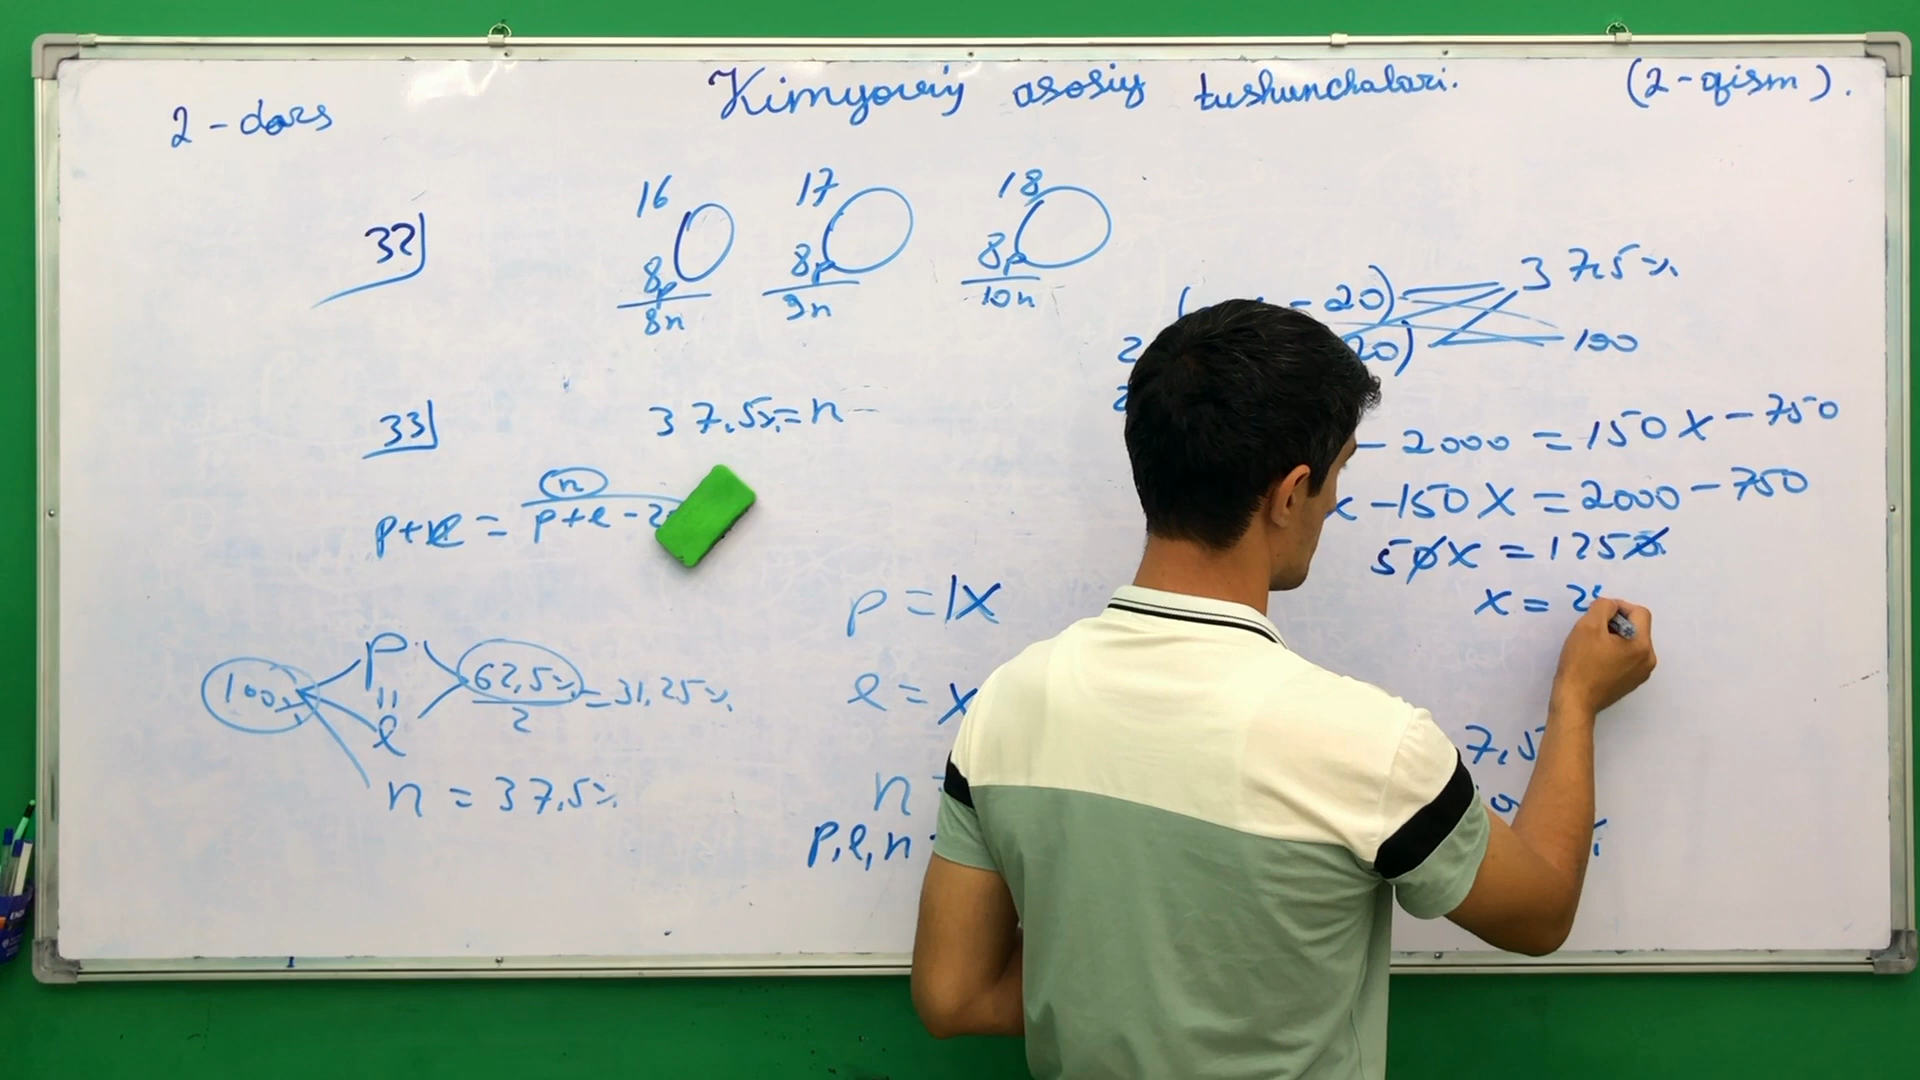 2 - dars
Kimyoviy asosiy tushunchalari. (2-qism).
32)
16 8p 8n
17 8p 9n
18 8p 10n
33)
37,5% = n
n
p+e =
p+e - 2
100%
p
e
62,5% / 2 = 31,25%
n = 37,5%
p = 1x
e = x
n
p, e, n
- 20) 37,5%
20) 100
- 2000 = 150x - 750
x - 150x = 2000 - 750
50x = 1250
x = 2
7,5